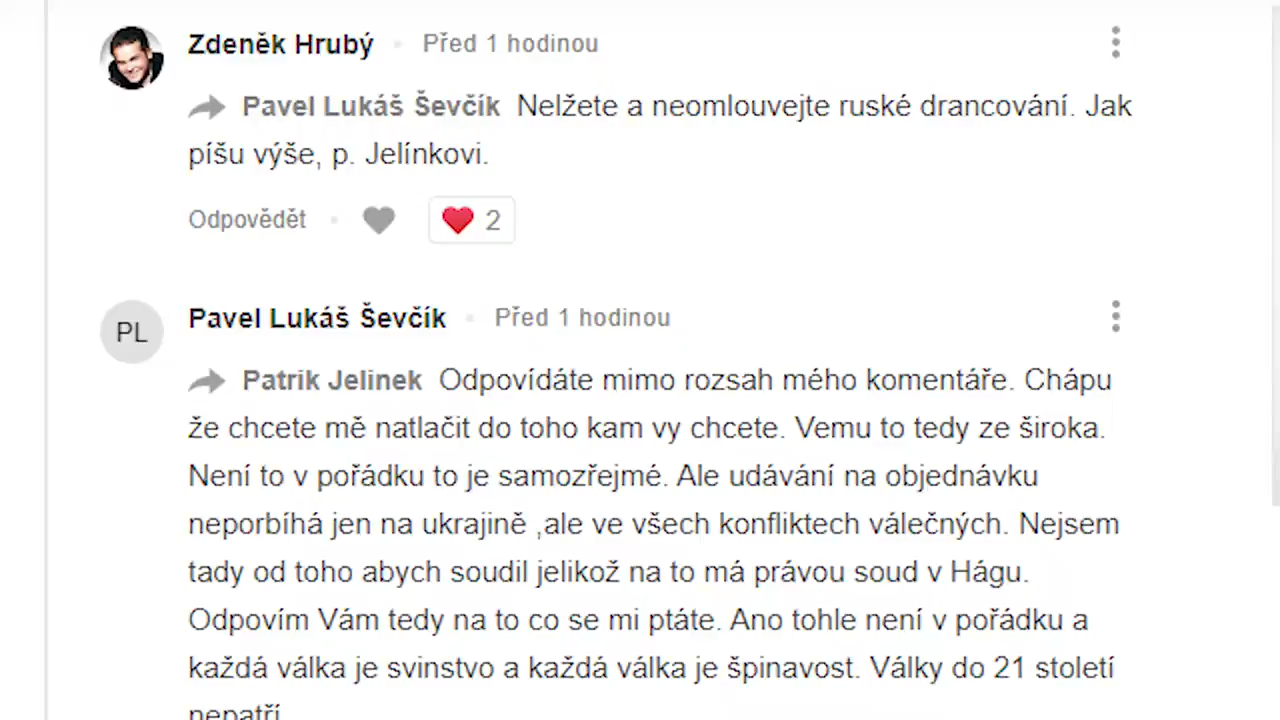 Zdeněk Hrubý Před 1 hodinou
Pavel Lukáš Ševčík Nelžete a neomlouvejte ruské drancování. Jak
píšu výše, p. Jelínkovi.
Odpovědět 2
PL Pavel Lukáš Ševčík Před 1 hodinou
Patrik Jelinek Odpovídáte mimo rozsah mého komentáře. Chápu
že chcete mě natlačit do toho kam vy chcete. Vemu to tedy ze široka.
Není to v pořádku to je samozřejmé. Ale udávání na objednávku
neporbíhá jen na ukrajině ,ale ve všech konfliktech válečných. Nejsem
tady od toho abych soudil jelikož na to má právou soud v Hágu.
Odpovím Vám tedy na to co se mi ptáte. Ano tohle není v pořádku a
každá válka je svinstvo a každá válka je špinavost. Války do 21 století
nepatří